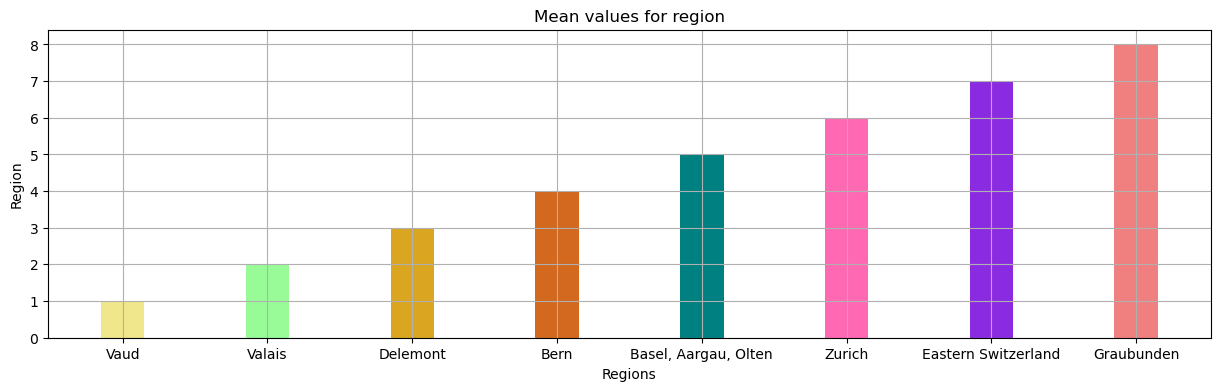 Mean values for region
Region
8
7
6
5
4
3
2
1
0
Vaud
Valais
Delemont
Bern
Basel, Aargau, Olten
Zurich
Eastern Switzerland
Graubunden
Regions